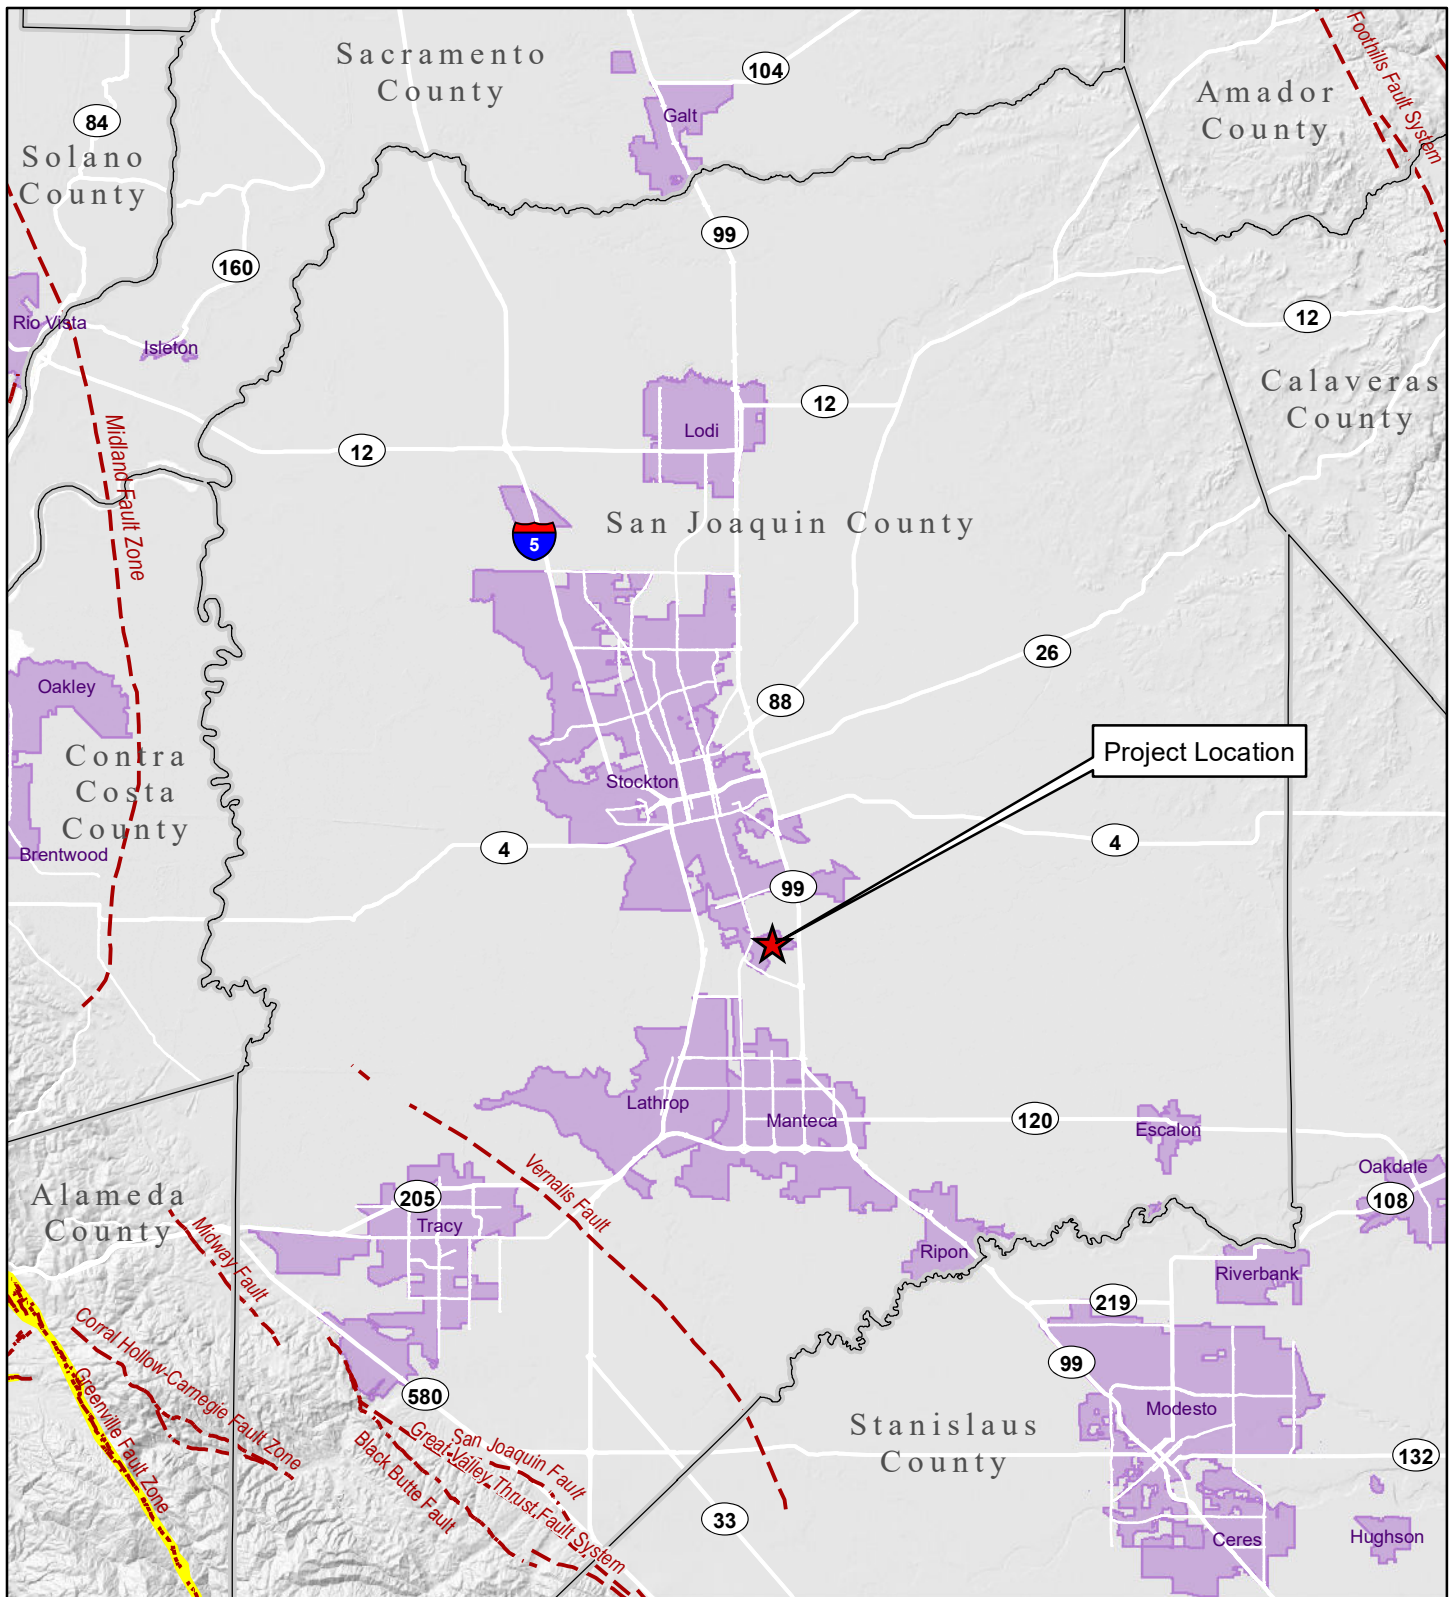 Sacramento
County
104
Foothills Fault System
Amador
County
84
Galt
Solano
County
99
160
Rio Vista
Isleton
12
Calaveras
County
12
Midland Fault Zone
Lodi
12
San Joaquin County
5
26
Oakley
88
Contra
Costa
County
Project Location
Stockton
Brentwood
4
4
99
Lathrop
Manteca
120
Escalon
Vernalis Fault
Oakdale
108
Alameda
County
205
Tracy
Midway Fault
Ripon
Riverbank
219
Corral Hollow-Carnegie Fault Zone
Greenville Fault Zone
99
580
Modesto
Stanislaus
County
San Joaquin Fault
Great Valley Thrust Fault System
Black Butte Fault
132
33
Ceres
Hughson